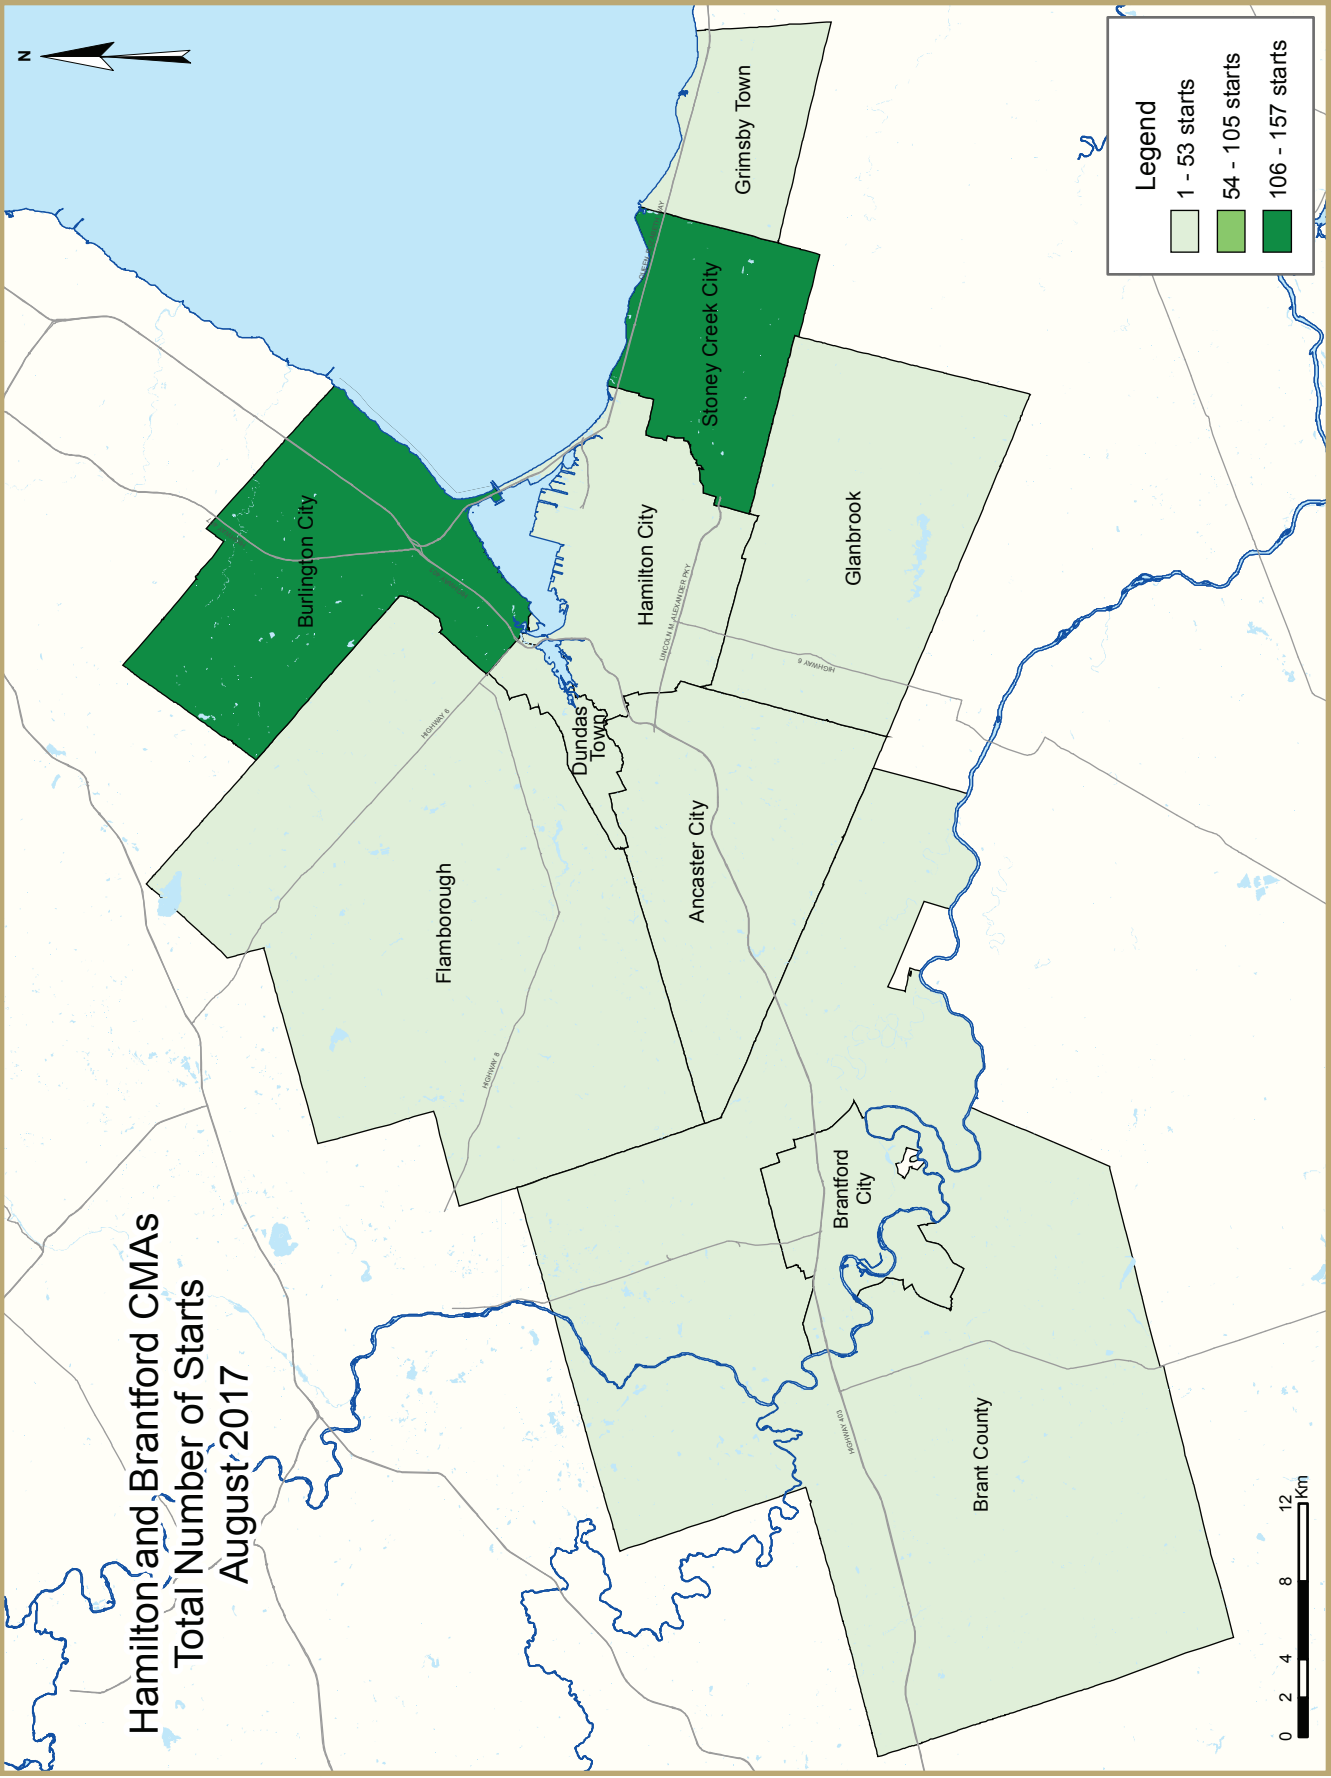 Hamilton and Brantford CMAs
Total Number of Starts
August 2017
N
Burlington City
Flamborough
HIGHWAY 6
HIGHWAY 8
Dundas
Town
Hamilton City
LINCOLN M. ALEXANDER PKY
Stoney Creek City
Grimsby Town
Ancaster City
Glanbrook
HIGHWAY 6
Brantford
City
HIGHWAY 403
Brant County
Legend
1 - 53 starts
54 - 105 starts
106 - 157 starts
0 2 4 8 12
Km